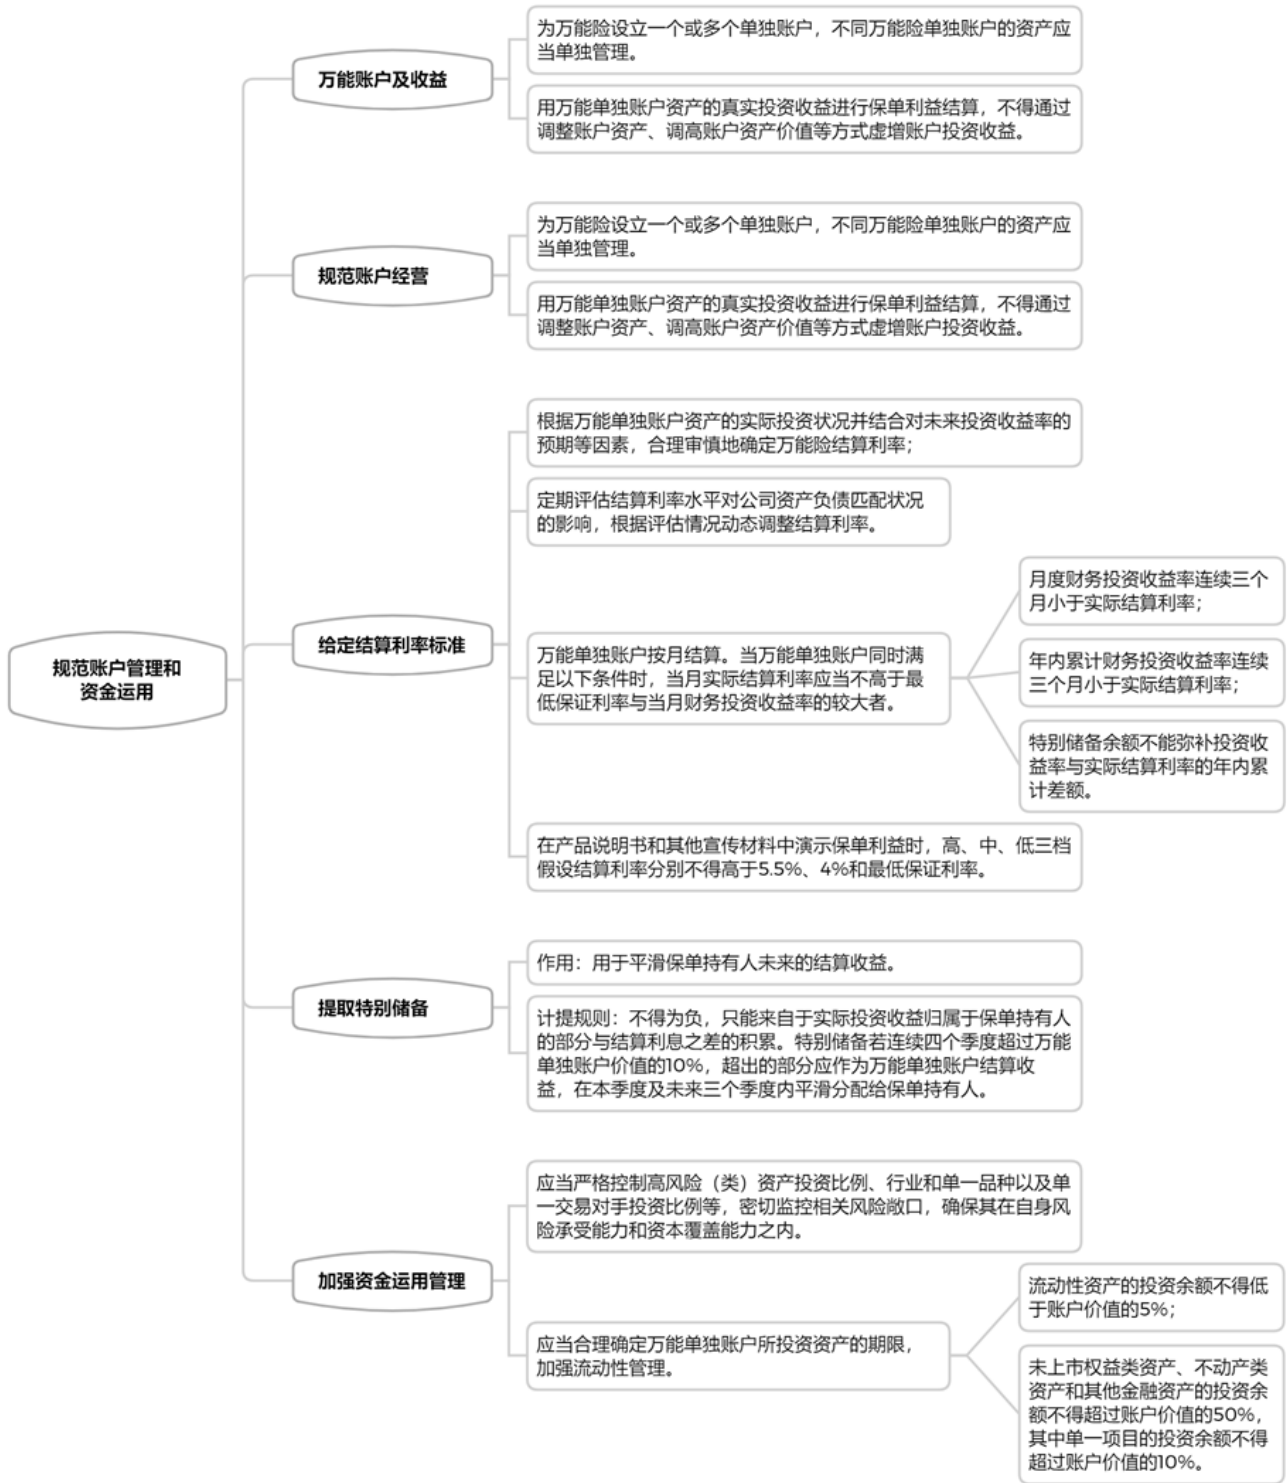 规范账户管理和
资金运用
万能账户及收益
为万能险设立一个或多个单独账户，不同万能险单独账户的资产应
当单独管理。
用万能单独账户资产的真实投资收益进行保单利益结算，不得通过
调整账户资产、调高账户资产价值等方式虚增账户投资收益。
规范账户经营
为万能险设立一个或多个单独账户，不同万能险单独账户的资产应
当单独管理。
用万能单独账户资产的真实投资收益进行保单利益结算，不得通过
调整账户资产、调高账户资产价值等方式虚增账户投资收益。
给定结算利率标准
根据万能单独账户资产的实际投资状况并结合对未来投资收益率的
预期等因素，合理审慎地确定万能险结算利率；
定期评估结算利率水平对公司资产负债匹配状况
的影响，根据评估情况动态调整结算利率。
万能单独账户按月结算。当万能单独账户同时满
足以下条件时，当月实际结算利率应当不高于最
低保证利率与当月财务投资收益率的较大者。
月度财务投资收益率连续三个
月小于实际结算利率；
年内累计财务投资收益率连续
三个月小于实际结算利率；
特别储备余额不能弥补投资收
益率与实际结算利率的年内累
计差额。
在产品说明书和其他宣传材料中演示保单利益时，高、中、低三档
假设结算利率分别不得高于5.5%、4%和最低保证利率。
提取特别储备
作用：用于平滑保单持有人未来的结算收益。
计提规则：不得为负，只能来自于实际投资收益归属于保单持有人
的部分与结算利息之差的积累。特别储备若连续四个季度超过万能
单独账户价值的10%，超出的部分应作为万能单独账户结算收
益，在本季度及未来三个季度内平滑分配给保单持有人。
加强资金运用管理
应当严格控制高风险（类）资产投资比例、行业和单一品种以及单
一交易对手投资比例等，密切监控相关风险敞口，确保其在自身风
险承受能力和资本覆盖能力之内。
应当合理确定万能单独账户所投资资产的期限，
加强流动性管理。
流动性资产的投资余额不得低
于账户价值的5%；
未上市权益类资产、不动产类
资产和其他金融资产的投资余
额不得超过账户价值的50%，
其中单一项目的投资余额不得
超过账户价值的10%。